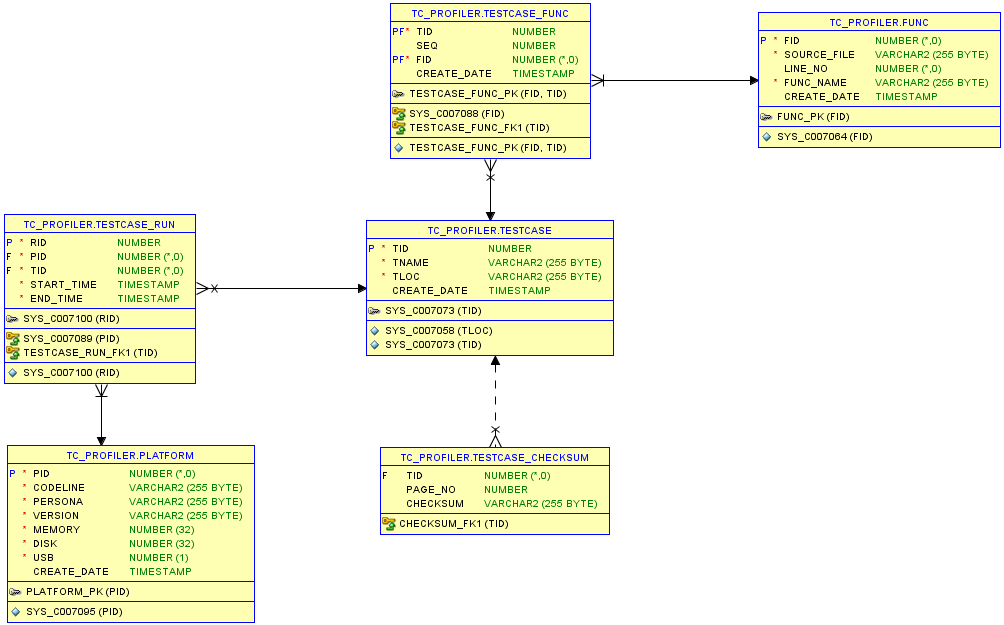 TC_PROFILER.TESTCASE_FUNC
PF* TID NUMBER
SEQ NUMBER
PF* FID NUMBER (*,0)
CREATE_DATE TIMESTAMP
TESTCASE_FUNC_PK (FID, TID)
SYS_C007088 (FID)
TESTCASE_FUNC_FK1 (TID)
TESTCASE_FUNC_PK (FID, TID)
TC_PROFILER.FUNC
P * FID NUMBER (*,0)
* SOURCE_FILE VARCHAR2 (255 BYTE)
LINE_NO NUMBER (*,0)
* FUNC_NAME VARCHAR2 (255 BYTE)
CREATE_DATE TIMESTAMP
FUNC_PK (FID)
SYS_C007064 (FID)
TC_PROFILER.TESTCASE_RUN
P * RID NUMBER
F * PID NUMBER (*,0)
F * TID NUMBER (*,0)
* START_TIME TIMESTAMP
* END_TIME TIMESTAMP
SYS_C007100 (RID)
SYS_C007089 (PID)
TESTCASE_RUN_FK1 (TID)
SYS_C007100 (RID)
TC_PROFILER.TESTCASE
P * TID NUMBER
* TNAME VARCHAR2 (255 BYTE)
* TLOC VARCHAR2 (255 BYTE)
CREATE_DATE TIMESTAMP
SYS_C007073 (TID)
SYS_C007058 (TLOC)
SYS_C007073 (TID)
TC_PROFILER.PLATFORM
P * PID NUMBER (*,0)
* CODELINE VARCHAR2 (255 BYTE)
* PERSONA VARCHAR2 (255 BYTE)
* VERSION VARCHAR2 (255 BYTE)
* MEMORY NUMBER (32)
* DISK NUMBER (32)
* USB NUMBER (1)
CREATE_DATE TIMESTAMP
PLATFORM_PK (PID)
SYS_C007095 (PID)
TC_PROFILER.TESTCASE_CHECKSUM
F TID NUMBER (*,0)
PAGE_NO NUMBER
CHECKSUM VARCHAR2 (255 BYTE)
CHECKSUM_FK1 (TID)